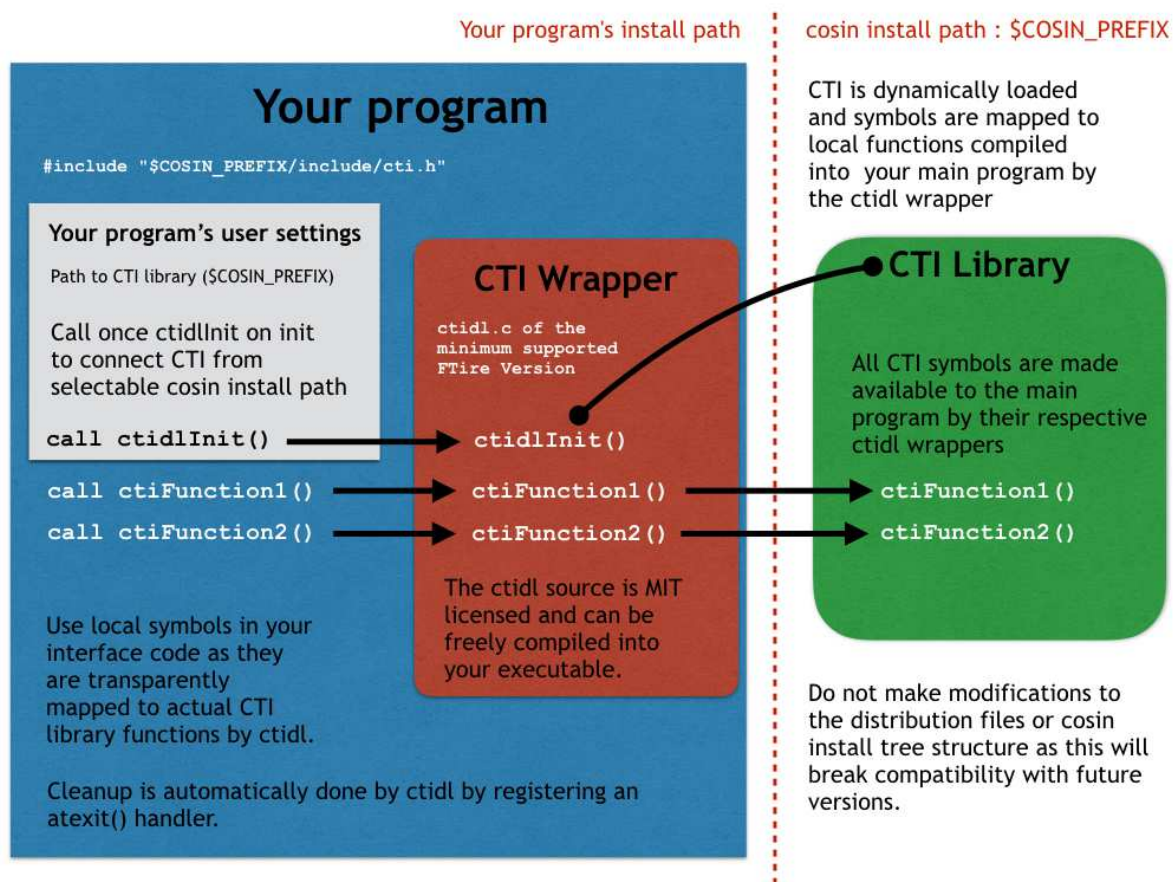 Your program's install path
cosin install path : $COSIN_PREFIX
Your program
#include "$COSIN_PREFIX/include/cti.h"
Your program's user settings
Path to CTI library ($COSIN_PREFIX)
Call once ctidlInit on init
to connect CTI from
selectable cosin install path
call ctidlInit()
call ctiFunction1()
call ctiFunction2()
Use local symbols in your
interface code as they
are transparently
mapped to actual CTI
library functions by ctidl.
Cleanup is automatically done by ctidl by registering an
atexit() handler.
CTI Wrapper
ctidl.c of the
minimum supported
FTire Version
ctidlInit()
ctiFunction1()
ctiFunction2()
The ctidl source is MIT
licensed and can be
freely compiled into
your executable.
CTI is dynamically loaded
and symbols are mapped to
local functions compiled
into your main program by
the ctidl wrapper
CTI Library
All CTI symbols are made
available to the main
program by their respective
ctidl wrappers
ctiFunction1()
ctiFunction2()
Do not make modifications to
the distribution files or cosin
install tree structure as this will
break compatibility with future
versions.